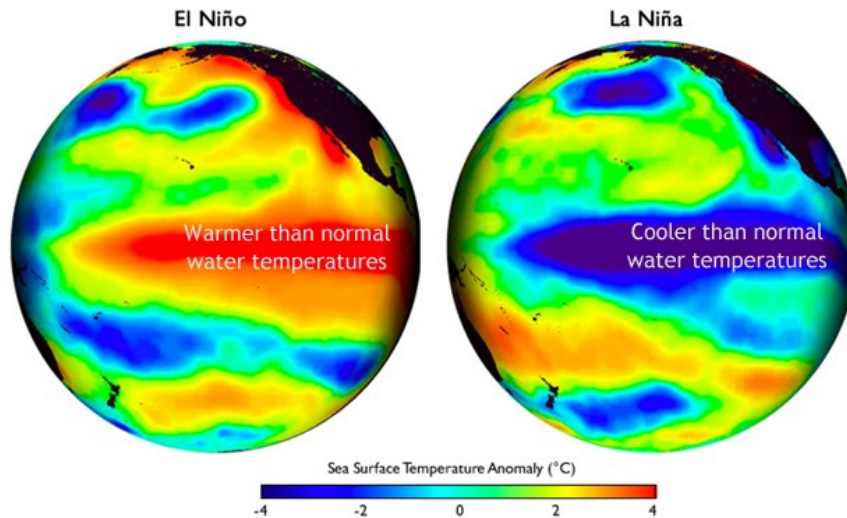 El Niño
La Niña
Warmer than normal
water temperatures
Cooler than normal
water temperatures
Sea Surface Temperature Anomaly (°C)
-4 -2 0 2 4